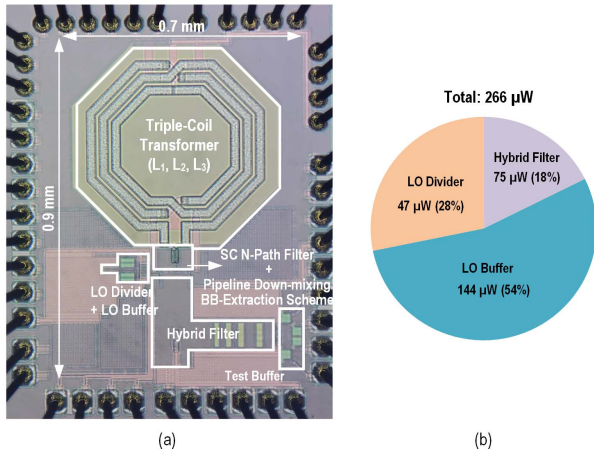 0.7 mm
0.9 mm
Triple-Coil
Transformer
(L₁, L₂, L₃)
SC N-Path Filter
+
Pipeline Down-mixing
BB-Extraction Scheme
LO Divider
+ LO Buffer
Hybrid Filter
Test Buffer
(a)
Total: 266 µW
Hybrid Filter
75 µW (18%)
LO Divider
47 µW (28%)
LO Buffer
144 µW (54%)
(b)